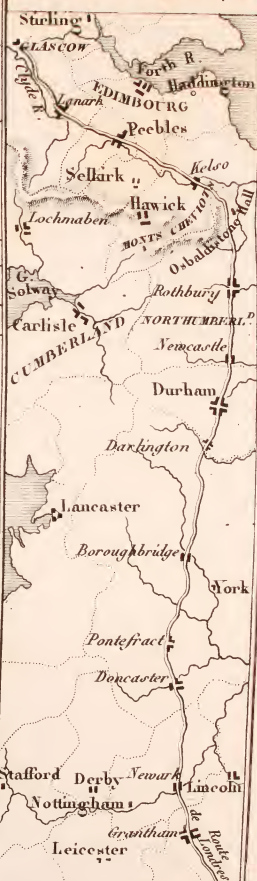 Stirling
GLASCOW
Forth R.
Haddington
EDIMBOURG
Clyde R.
Lanark
Peebles
Kelso
Selkirk
Hawick
MONTS CHEVIOT
Osbaldistone Hall
Lochmaben
G. Solway
Rothbury
Carlisle
NORTHUMBERLD.
CUMBERLAND
Newcastle
Durham
Darlington
Lancaster
Boroughbridge
York
Pontefract
Doncaster
Stafford
Derby
Newark
Lincoln
Nottingham
Grantham
Route de Londres
Leicester